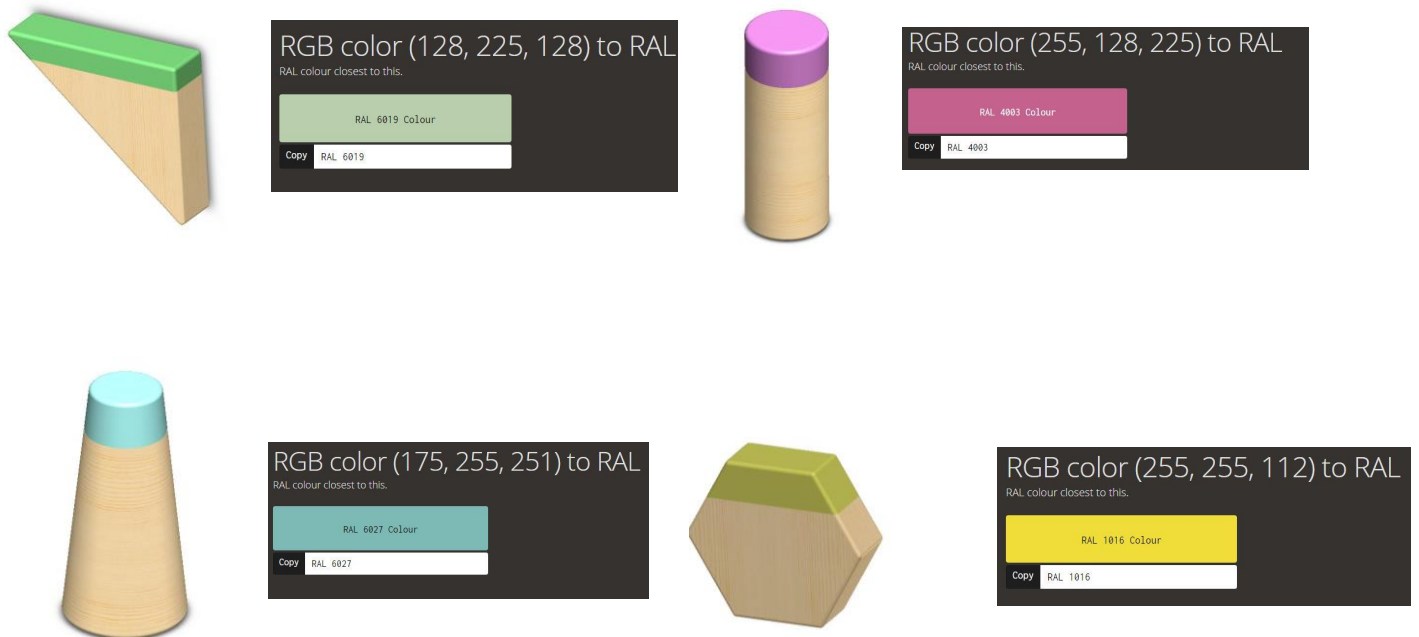 RGB color (128, 225, 128) to RAL
RAL colour closest to this.
RAL 6019 Colour
Copy RAL 6019
RGB color (255, 128, 225) to RAL
RAL colour closest to this.
RAL 4003 Colour
Copy RAL 4003
RGB color (175, 255, 251) to RAL
RAL colour closest to this.
RAL 6027 Colour
Copy RAL 6027
RGB color (255, 255, 112) to RAL
RAL colour closest to this.
RAL 1016 Colour
Copy RAL 1016